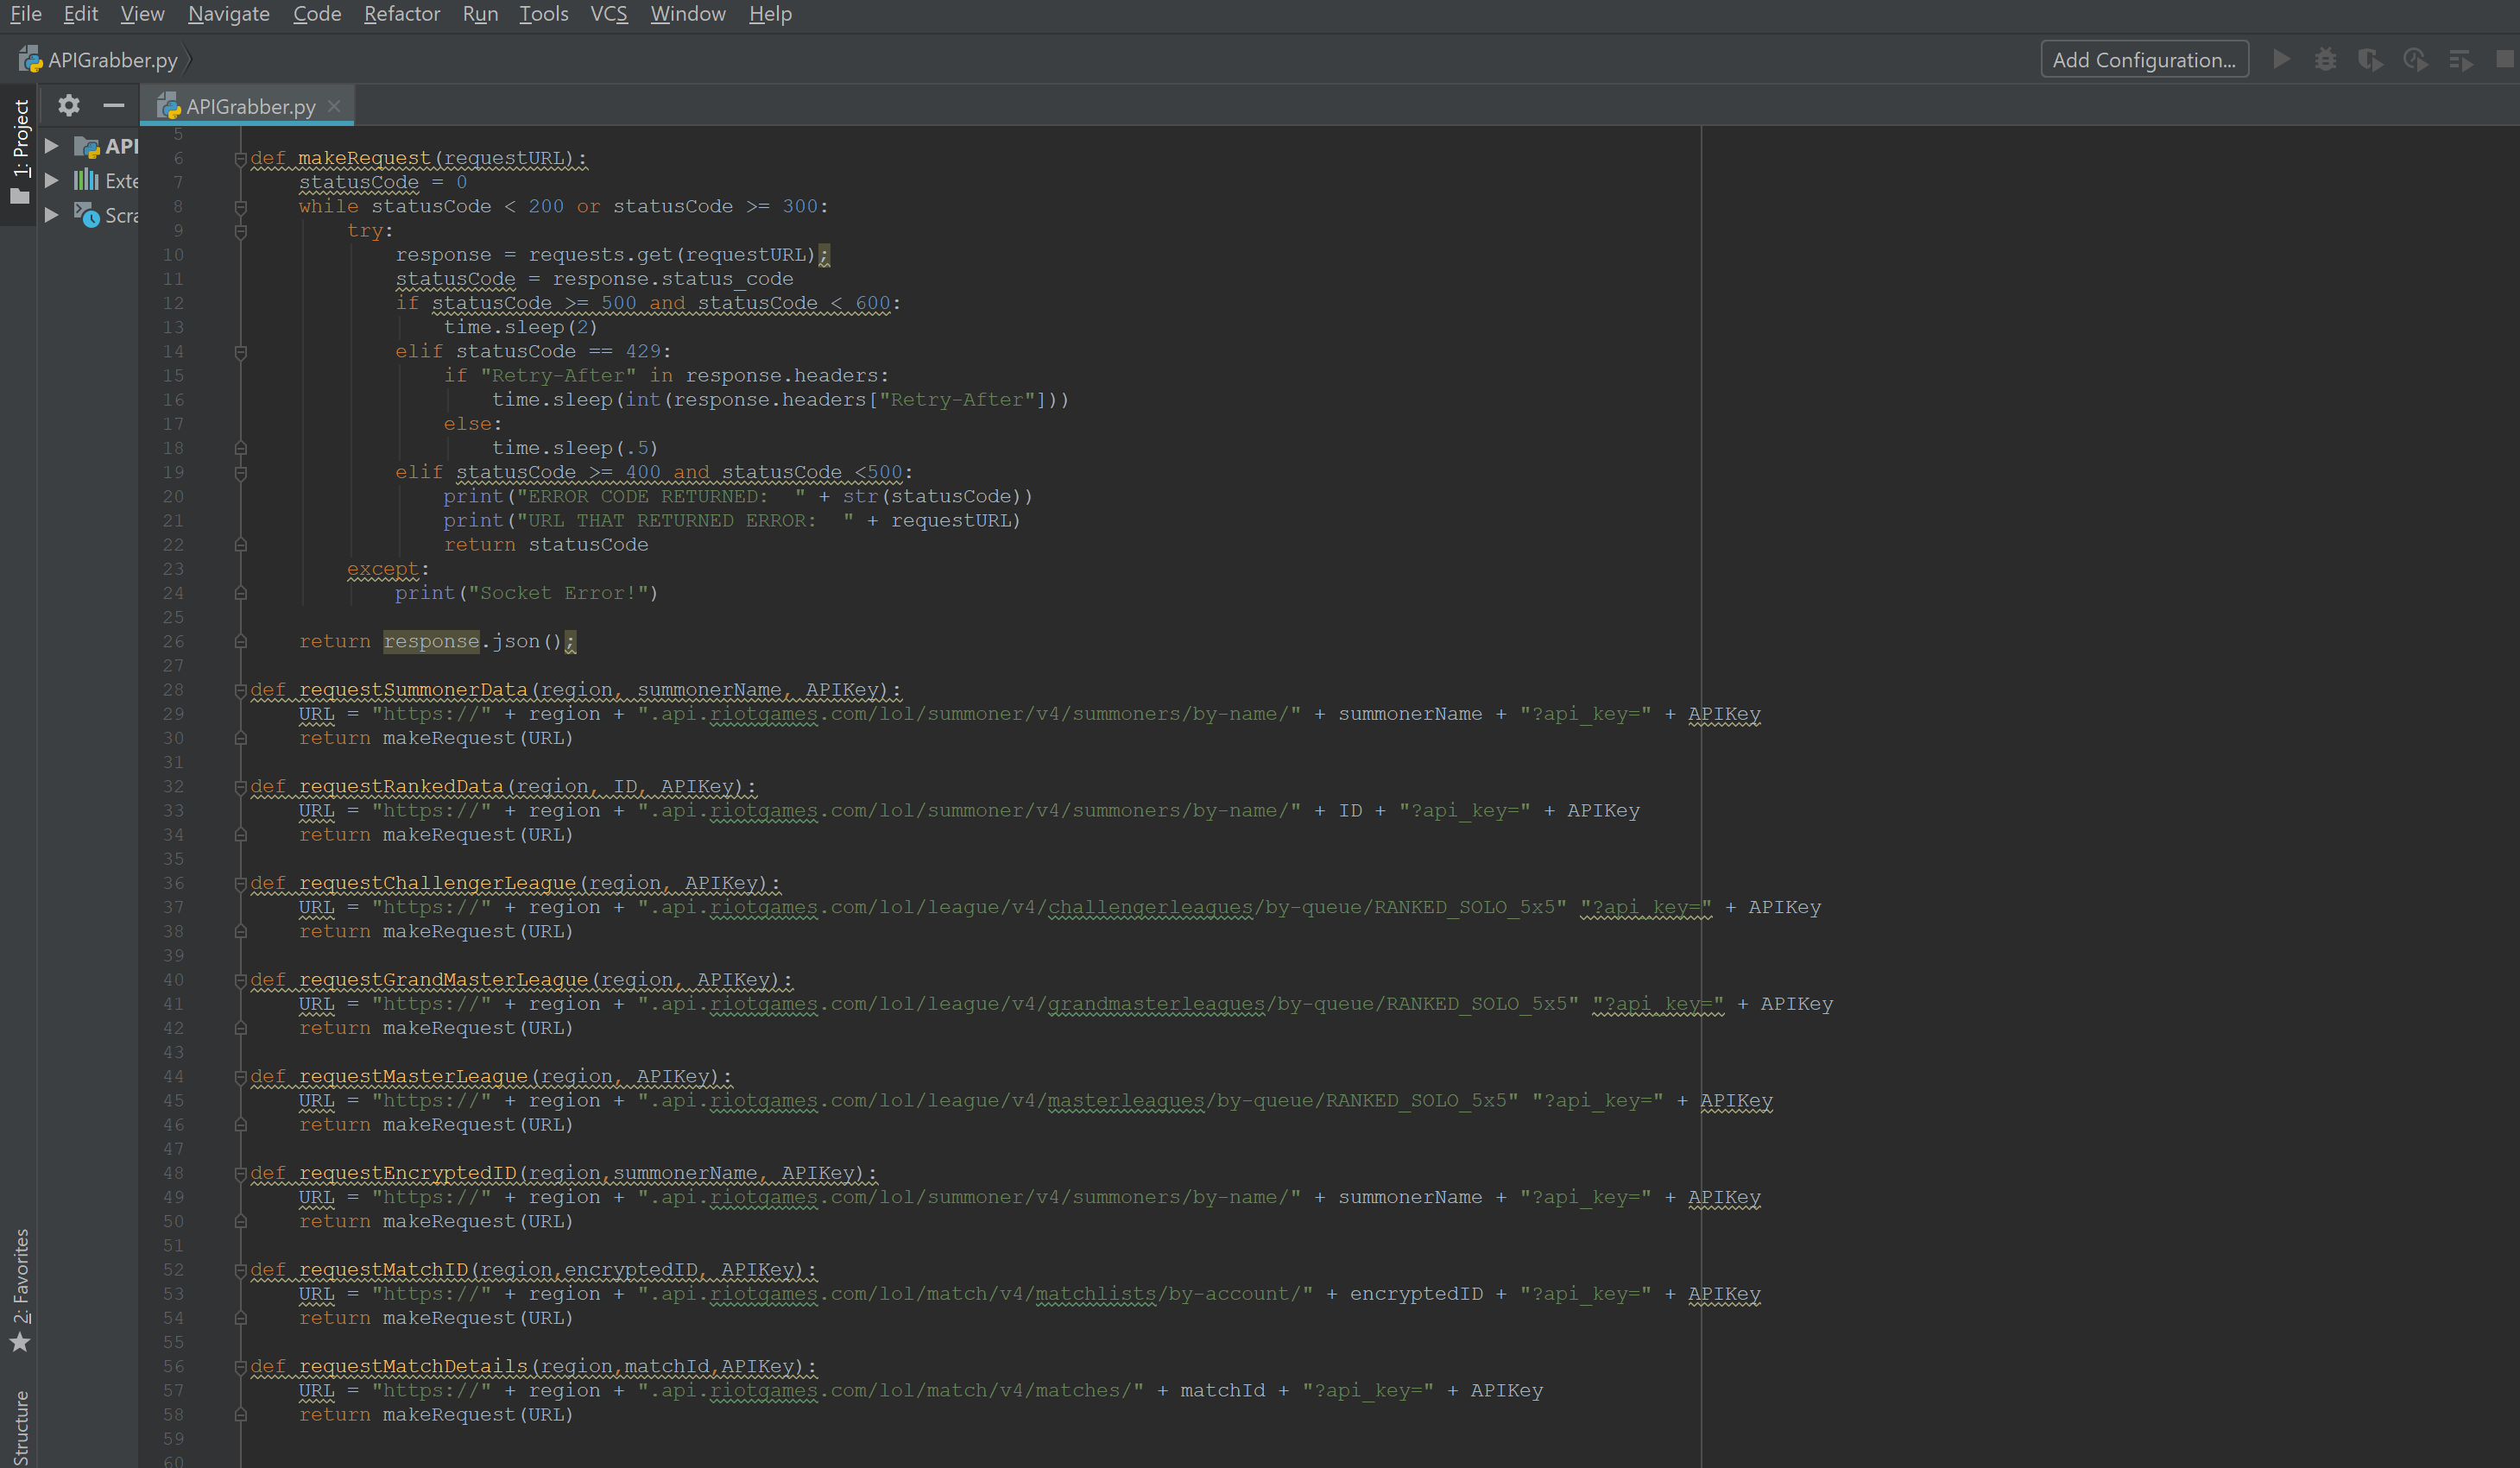 File Edit View Navigate Code Refactor Run Tools VCS Window Help
APIGrabber.py
Add Configuration...
1: Project
API
Exte
Scra
2: Favorites
Structure
APIGrabber.py
5
6 def makeRequest(requestURL):
7     statusCode = 0
8     while statusCode < 200 or statusCode >= 300:
9         try:
10             response = requests.get(requestURL);
11             statusCode = response.status_code
12             if statusCode >= 500 and statusCode < 600:
13                 time.sleep(2)
14             elif statusCode == 429:
15                 if "Retry-After" in response.headers:
16                     time.sleep(int(response.headers["Retry-After"]))
17                 else:
18                     time.sleep(.5)
19             elif statusCode >= 400 and statusCode <500:
20                 print("ERROR CODE RETURNED:  " + str(statusCode))
21                 print("URL THAT RETURNED ERROR:  " + requestURL)
22                 return statusCode
23         except:
24             print("Socket Error!")
25
26     return response.json();
27
28 def requestSummonerData(region, summonerName, APIKey):
29     URL = "https://" + region + ".api.riotgames.com/lol/summoner/v4/summoners/by-name/" + summonerName + "?api_key=" + APIKey
30     return makeRequest(URL)
31
32 def requestRankedData(region, ID, APIKey):
33     URL = "https://" + region + ".api.riotgames.com/lol/summoner/v4/summoners/by-name/" + ID + "?api_key=" + APIKey
34     return makeRequest(URL)
35
36 def requestChallengerLeague(region, APIKey):
37     URL = "https://" + region + ".api.riotgames.com/lol/league/v4/challengerleagues/by-queue/RANKED_SOLO_5x5" "?api_key=" + APIKey
38     return makeRequest(URL)
39
40 def requestGrandMasterLeague(region, APIKey):
41     URL = "https://" + region + ".api.riotgames.com/lol/league/v4/grandmasterleagues/by-queue/RANKED_SOLO_5x5" "?api_key=" + APIKey
42     return makeRequest(URL)
43
44 def requestMasterLeague(region, APIKey):
45     URL = "https://" + region + ".api.riotgames.com/lol/league/v4/masterleagues/by-queue/RANKED_SOLO_5x5" "?api_key=" + APIKey
46     return makeRequest(URL)
47
48 def requestEncryptedID(region,summonerName, APIKey):
49     URL = "https://" + region + ".api.riotgames.com/lol/summoner/v4/summoners/by-name/" + summonerName + "?api_key=" + APIKey
50     return makeRequest(URL)
51
52 def requestMatchID(region,encryptedID, APIKey):
53     URL = "https://" + region + ".api.riotgames.com/lol/match/v4/matchlists/by-account/" + encryptedID + "?api_key=" + APIKey
54     return makeRequest(URL)
55
56 def requestMatchDetails(region,matchId,APIKey):
57     URL = "https://" + region + ".api.riotgames.com/lol/match/v4/matches/" + matchId + "?api_key=" + APIKey
58     return makeRequest(URL)
59
60